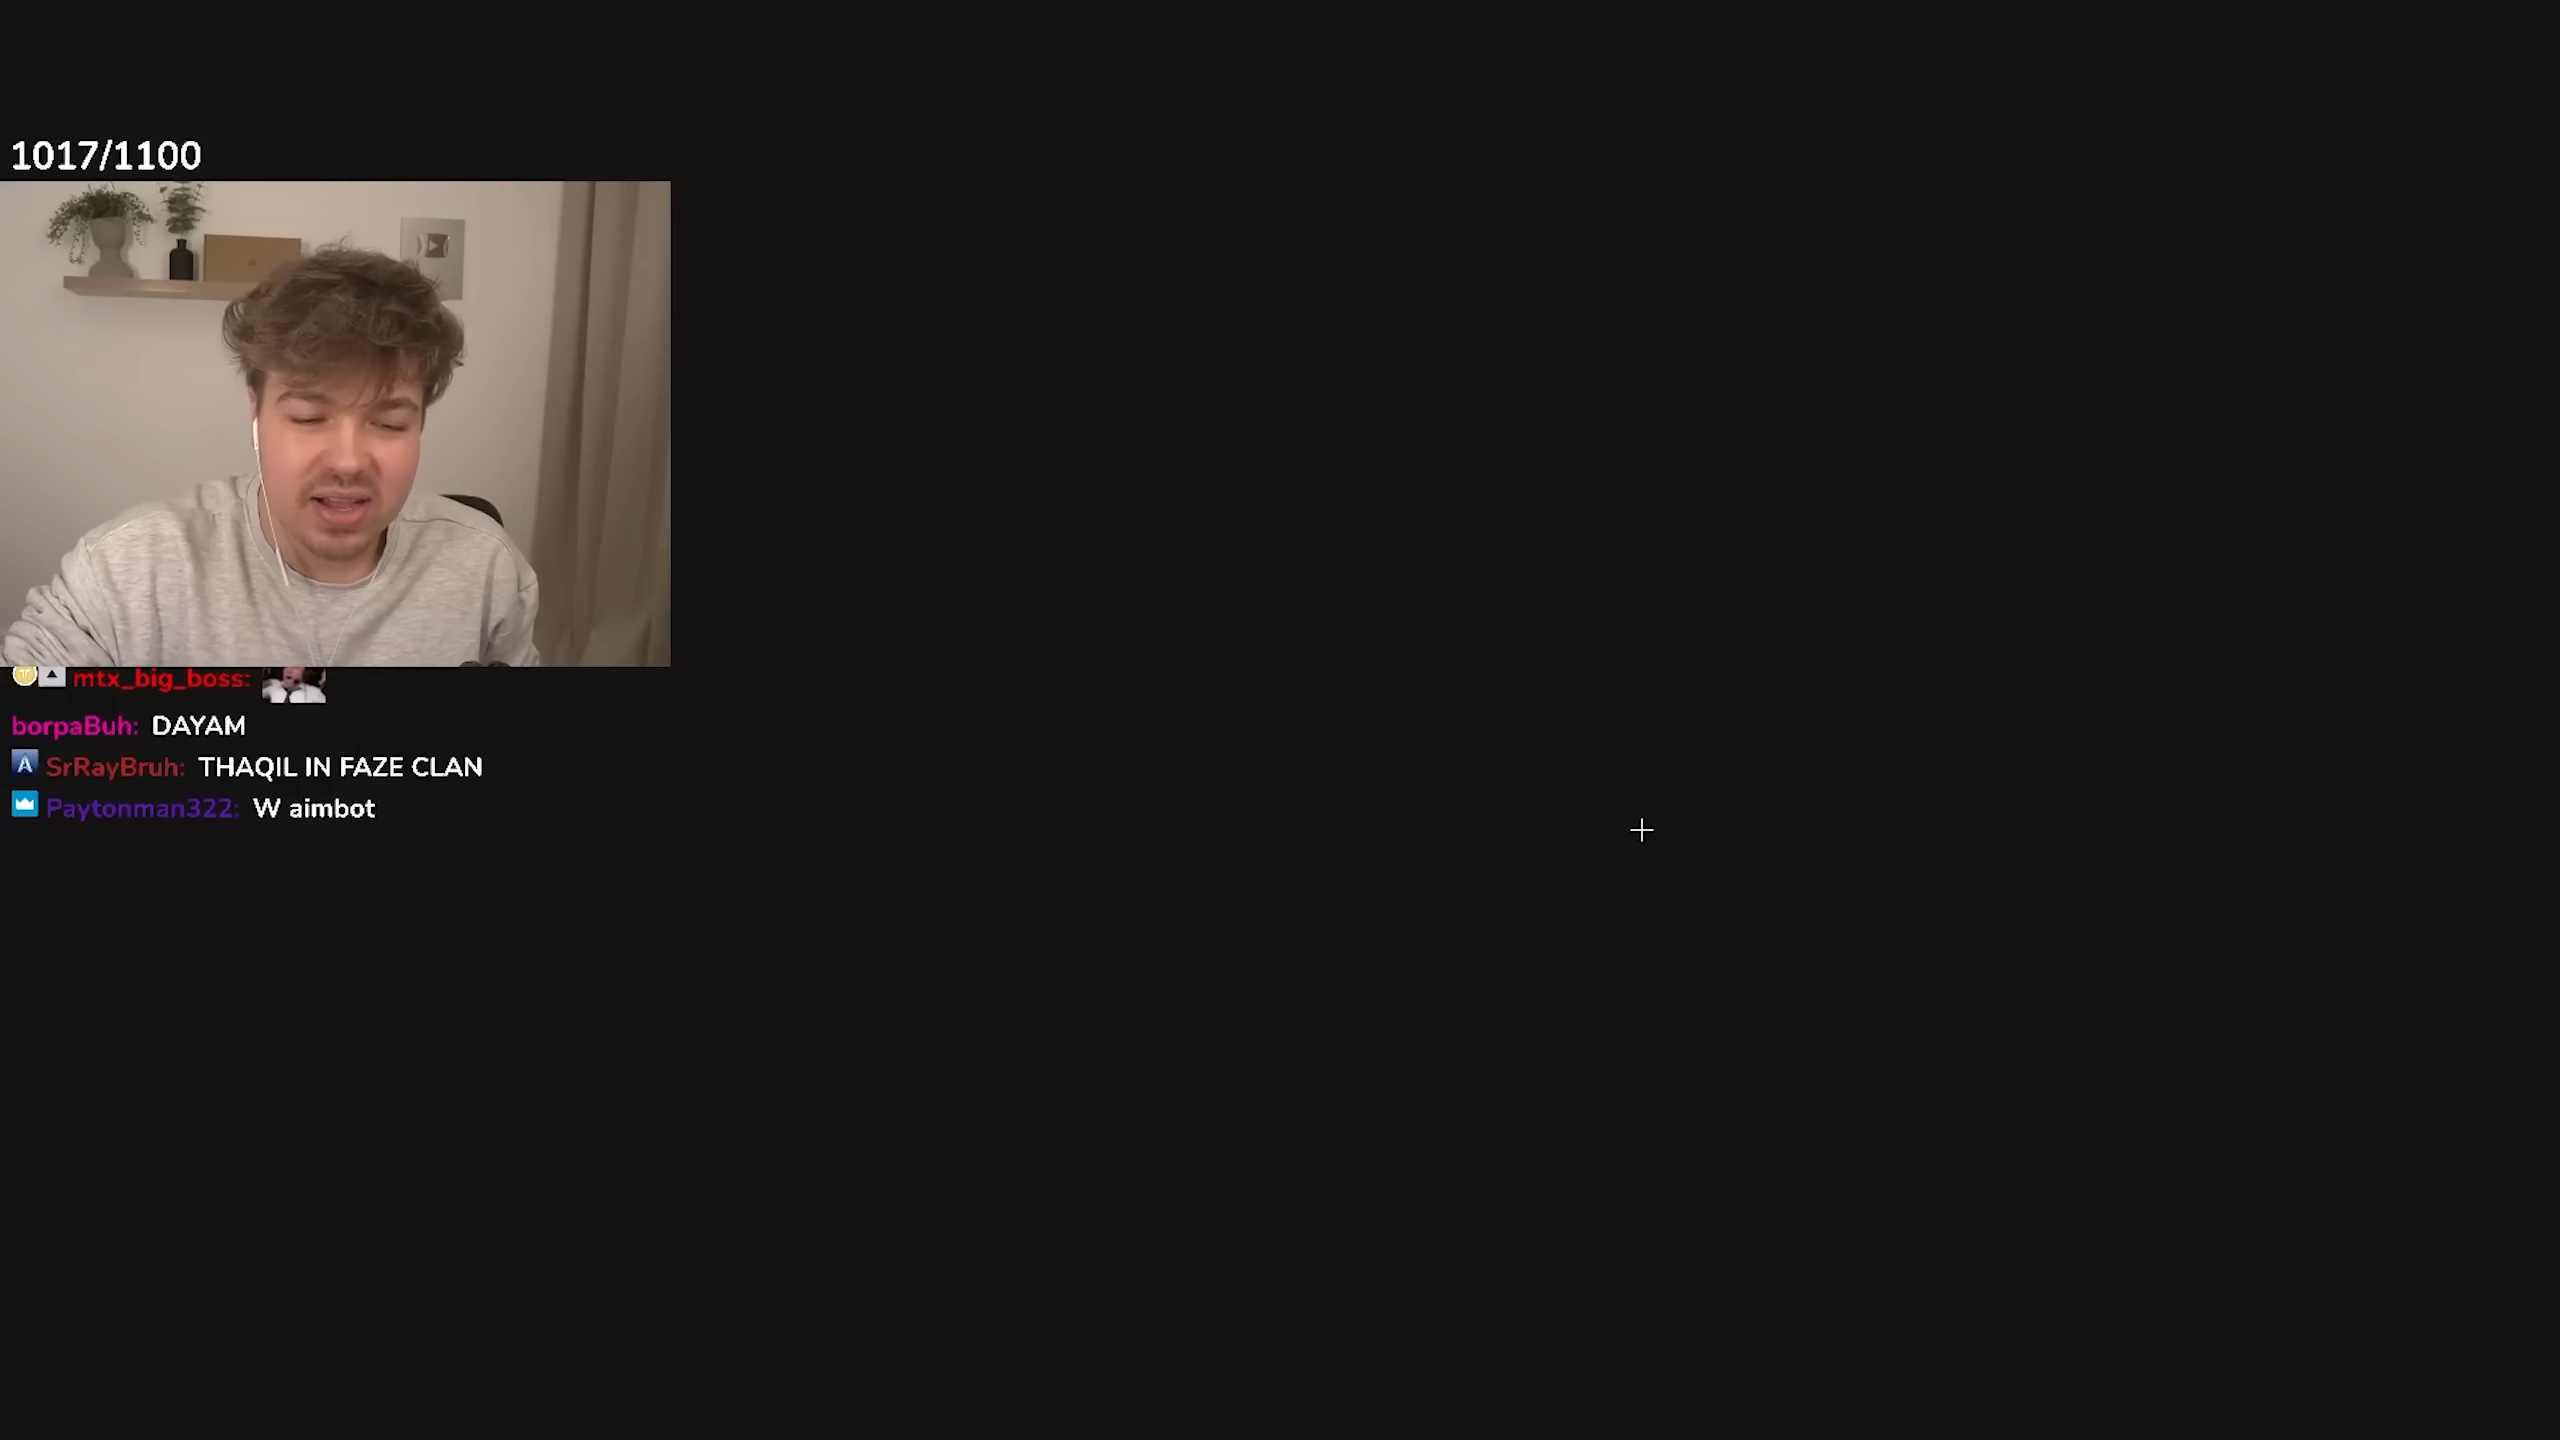 1017/1100
mtx_big_boss:
borpaBuh: DAYAM
SrRayBruh: THAQIL IN FAZE CLAN
Paytonman322: W aimbot